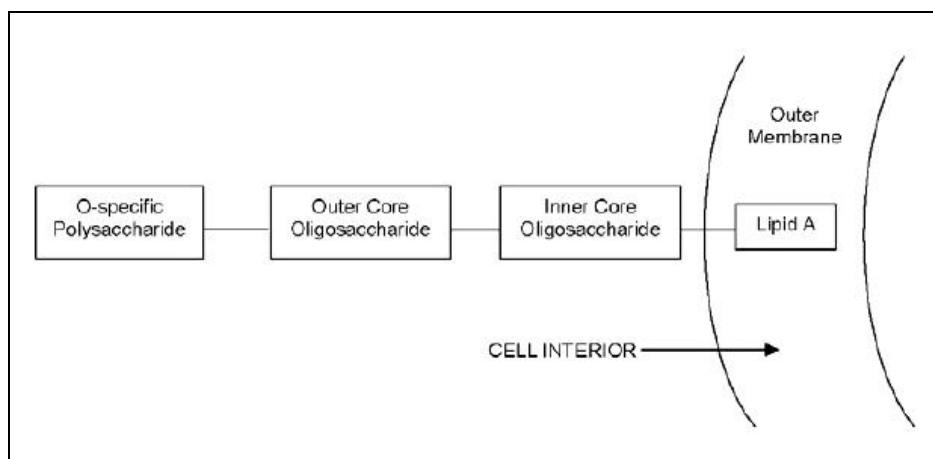 Outer
Membrane
O-specific
Polysaccharide
Outer Core
Oligosaccharide
Inner Core
Oligosaccharide
Lipid A
CELL INTERIOR